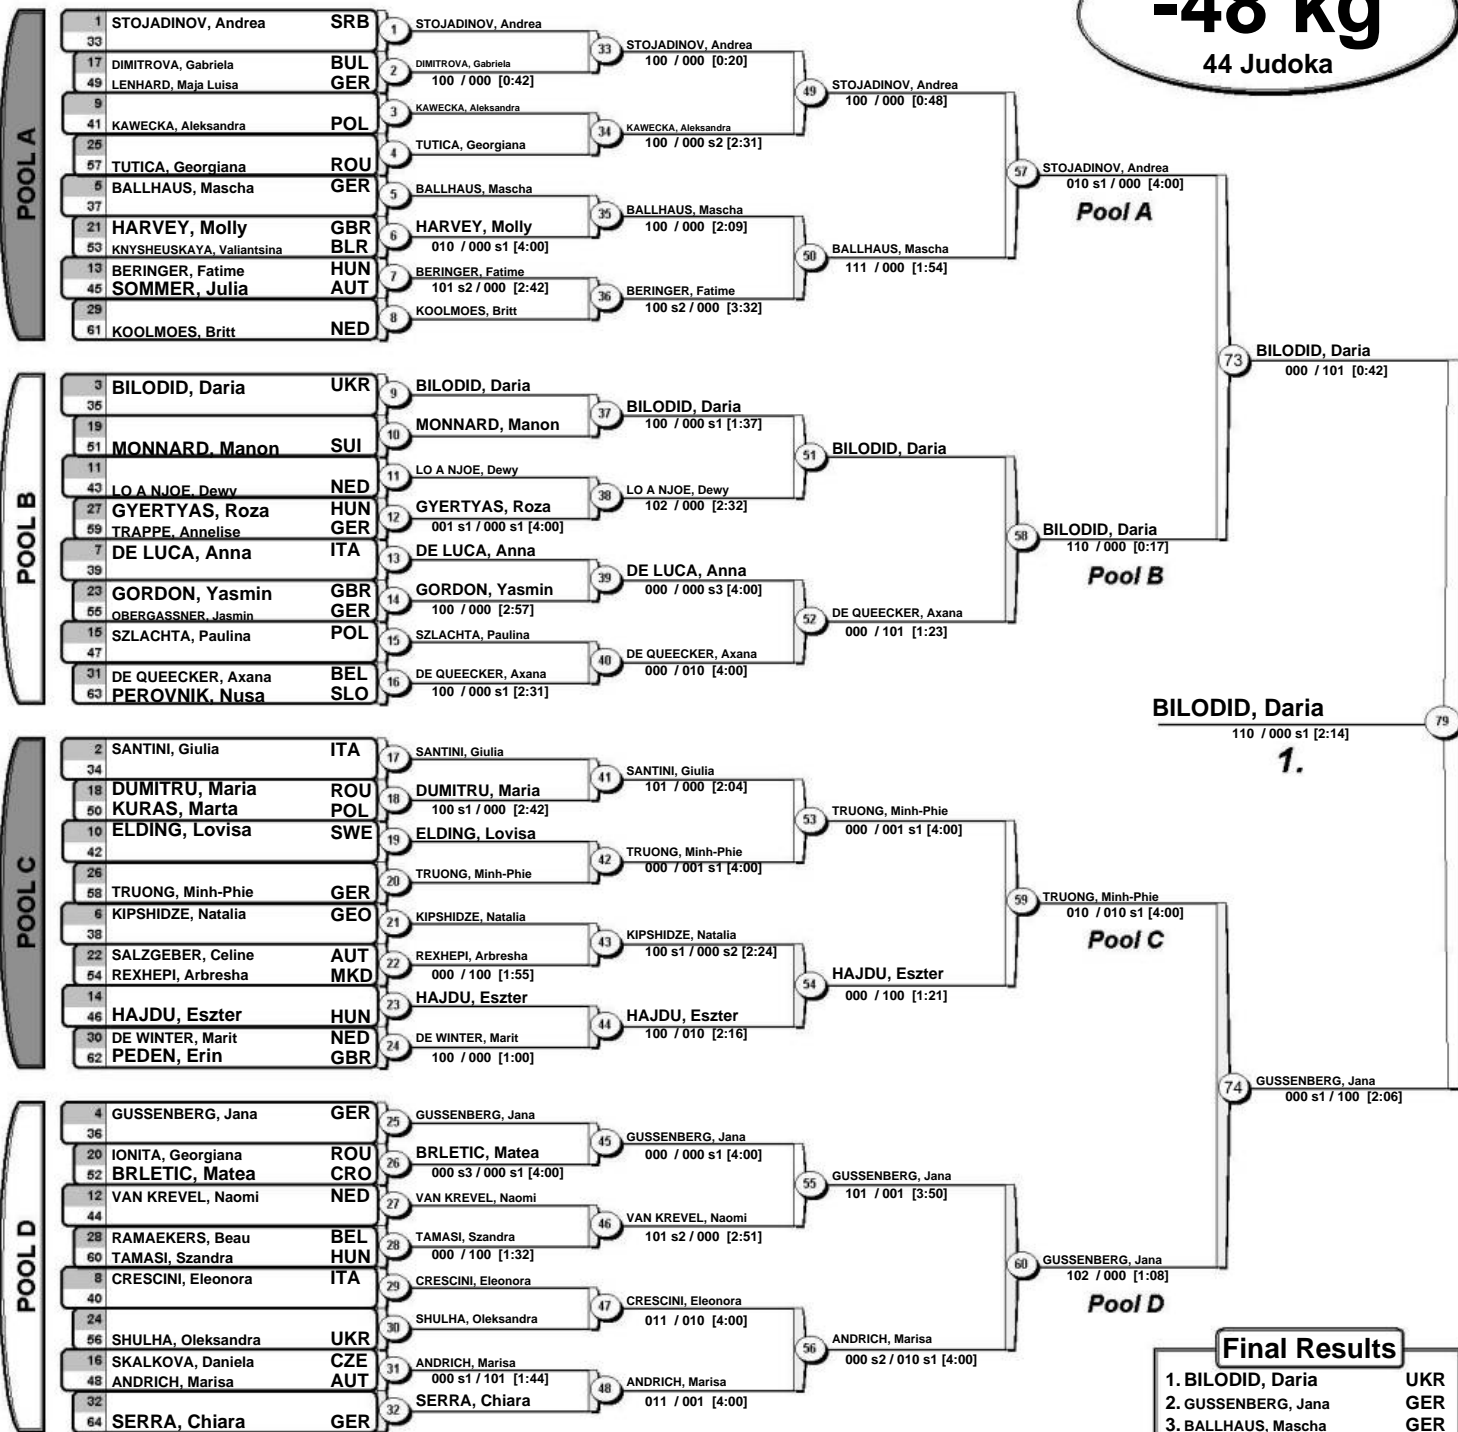 -48 kg
44 Judoka
POOL A
1 STOJADINOV, Andrea SRB
33
17 DIMITROVA, Gabriela BUL
49 LENHARD, Maja Luisa GER
9
41 KAWECKA, Aleksandra POL
25
57 TUTICA, Georgiana ROU
5 BALLHAUS, Mascha GER
37
21 HARVEY, Molly GBR
53 KNYSHEUSKAYA, Valiantsina BLR
13 BERINGER, Fatime HUN
45 SOMMER, Julia AUT
29
61 KOOLMOES, Britt NED
1 STOJADINOV, Andrea
2 DIMITROVA, Gabriela
100 / 000 [0:42]
3 KAWECKA, Aleksandra
4 TUTICA, Georgiana
5 BALLHAUS, Mascha
6 HARVEY, Molly
010 / 000 s1 [4:00]
7 BERINGER, Fatime
101 s2 / 000 [2:42]
8 KOOLMOES, Britt
33 STOJADINOV, Andrea
100 / 000 [0:20]
34 KAWECKA, Aleksandra
100 / 000 s2 [2:31]
35 BALLHAUS, Mascha
100 / 000 [2:09]
36 BERINGER, Fatime
100 s2 / 000 [3:32]
49 STOJADINOV, Andrea
100 / 000 [0:48]
50 BALLHAUS, Mascha
111 / 000 [1:54]
57 STOJADINOV, Andrea
010 s1 / 000 [4:00]
Pool A
POOL B
3 BILODID, Daria UKR
35
19
51 MONNARD, Manon SUI
11
43 LO A NJOE, Dewy NED
27 GYERTYAS, Roza HUN
59 TRAPPE, Annelise GER
7 DE LUCA, Anna ITA
39
23 GORDON, Yasmin GBR
55 OBERGASSNER, Jasmin GER
15 SZLACHTA, Paulina POL
47
31 DE QUEECKER, Axana BEL
63 PEROVNIK, Nusa SLO
9 BILODID, Daria
10 MONNARD, Manon
11 LO A NJOE, Dewy
12 GYERTYAS, Roza
001 s1 / 000 s1 [4:00]
13 DE LUCA, Anna
14 GORDON, Yasmin
100 / 000 [2:57]
15 SZLACHTA, Paulina
16 DE QUEECKER, Axana
100 / 000 s1 [2:31]
37 BILODID, Daria
100 / 000 s1 [1:37]
38 LO A NJOE, Dewy
102 / 000 [2:32]
39 DE LUCA, Anna
000 / 000 s3 [4:00]
40 DE QUEECKER, Axana
000 / 010 [4:00]
51 BILODID, Daria
52 DE QUEECKER, Axana
000 / 101 [1:23]
58 BILODID, Daria
110 / 000 [0:17]
Pool B
73 BILODID, Daria
000 / 101 [0:42]
BILODID, Daria 79
110 / 000 s1 [2:14]
1.
POOL C
2 SANTINI, Giulia ITA
34
18 DUMITRU, Maria ROU
50 KURAS, Marta POL
10 ELDING, Lovisa SWE
42
26
58 TRUONG, Minh-Phie GER
6 KIPSHIDZE, Natalia GEO
38
22 SALZGEBER, Celine AUT
54 REXHEPI, Arbresha MKD
14
46 HAJDU, Eszter HUN
30 DE WINTER, Marit NED
62 PEDEN, Erin GBR
17 SANTINI, Giulia
18 DUMITRU, Maria
100 s1 / 000 [2:42]
19 ELDING, Lovisa
20 TRUONG, Minh-Phie
21 KIPSHIDZE, Natalia
22 REXHEPI, Arbresha
000 / 100 [1:55]
23 HAJDU, Eszter
24 DE WINTER, Marit
100 / 000 [1:00]
41 SANTINI, Giulia
101 / 000 [2:04]
42 TRUONG, Minh-Phie
000 / 001 s1 [4:00]
43 KIPSHIDZE, Natalia
100 s1 / 000 s2 [2:24]
44 HAJDU, Eszter
100 / 010 [2:16]
53 TRUONG, Minh-Phie
000 / 001 s1 [4:00]
54 HAJDU, Eszter
000 / 100 [1:21]
59 TRUONG, Minh-Phie
010 / 010 s1 [4:00]
Pool C
74 GUSSENBERG, Jana
000 s1 / 100 [2:06]
POOL D
4 GUSSENBERG, Jana GER
36
20 IONITA, Georgiana ROU
52 BRLETIC, Matea CRO
12 VAN KREVEL, Naomi NED
44
28 RAMAEKERS, Beau BEL
60 TAMASI, Szandra HUN
8 CRESCINI, Eleonora ITA
40
24
56 SHULHA, Oleksandra UKR
16 SKALKOVA, Daniela CZE
48 ANDRICH, Marisa AUT
32
64 SERRA, Chiara GER
25 GUSSENBERG, Jana
26 BRLETIC, Matea
000 s3 / 000 s1 [4:00]
27 VAN KREVEL, Naomi
28 TAMASI, Szandra
000 / 100 [1:32]
29 CRESCINI, Eleonora
30 SHULHA, Oleksandra
31 ANDRICH, Marisa
000 s1 / 101 [1:44]
32 SERRA, Chiara
45 GUSSENBERG, Jana
000 / 000 s1 [4:00]
46 VAN KREVEL, Naomi
101 s2 / 000 [2:51]
47 CRESCINI, Eleonora
011 / 010 [4:00]
48 ANDRICH, Marisa
011 / 001 [4:00]
55 GUSSENBERG, Jana
101 / 001 [3:50]
56 ANDRICH, Marisa
000 s2 / 010 s1 [4:00]
60 GUSSENBERG, Jana
102 / 000 [1:08]
Pool D
Final Results
1. BILODID, Daria UKR
2. GUSSENBERG, Jana GER
3. BALLHAUS, Mascha GER